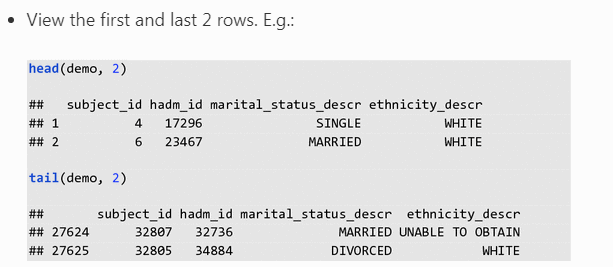 • View the first and last 2 rows. E.g.:
head(demo, 2)
##   subject_id hadm_id marital_status_descr ethnicity_descr
## 1          4   17296               SINGLE           WHITE
## 2          6   23467              MARRIED           WHITE
tail(demo, 2)
##       subject_id hadm_id marital_status_descr  ethnicity_descr
## 27624      32807   32736              MARRIED UNABLE TO OBTAIN
## 27625      32805   34884             DIVORCED            WHITE